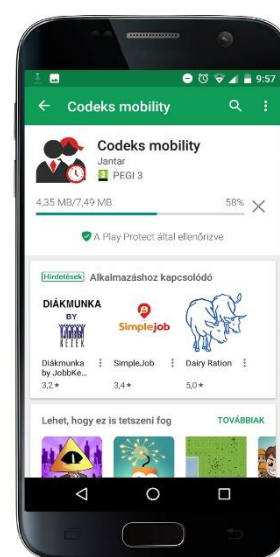 9:57
Codeks mobility
Codeks mobility
Jantar
3 PEGI 3
4,35 MB/7,49 MB 58%
A Play Protect által ellenőrizve
Hirdetések Alkalmazáshoz kapcsolódó
DIÁKMUNKA
BY
KEZEK
Simplejob
Diákmunka
by JobbKe...
3,2★
SimpleJob
3,4★
Dairy Ration
5,0★
Lehet, hogy ez is tetszeni fog TOVÁBBIAK